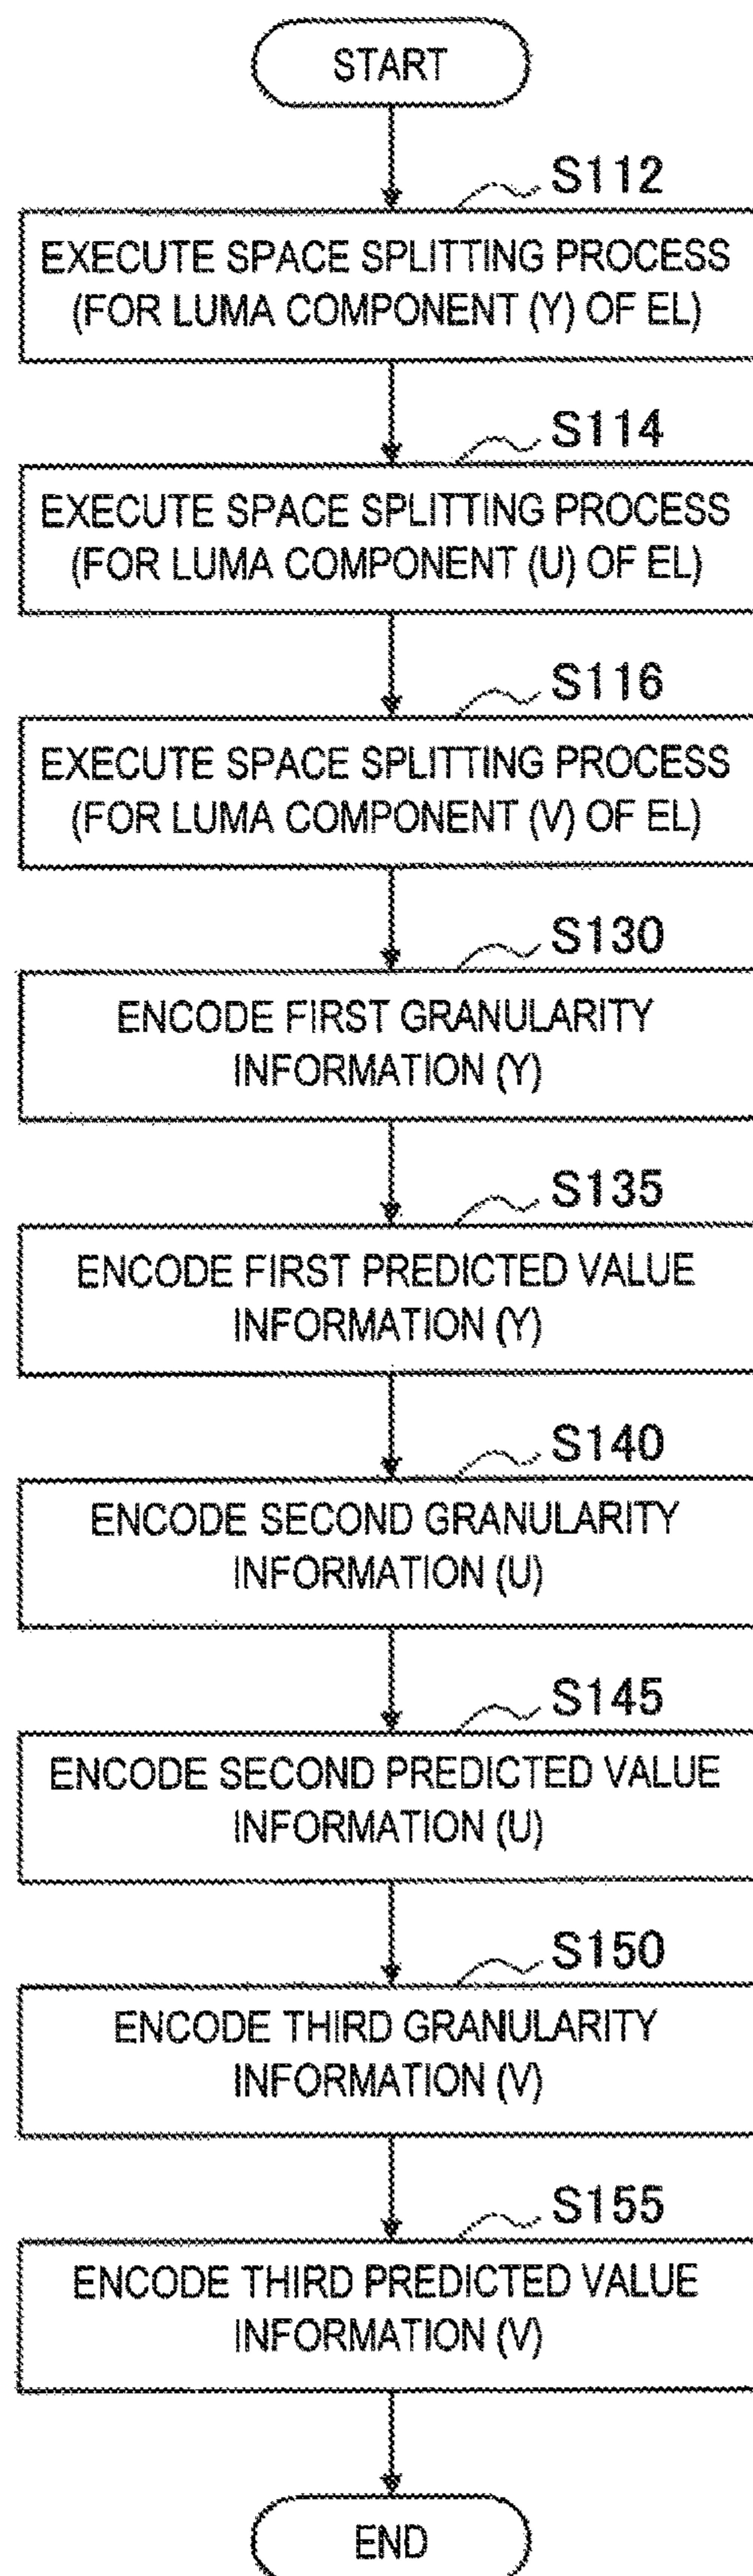 START
S112
EXECUTE SPACE SPLITTING PROCESS
(FOR LUMA COMPONENT (Y) OF EL)
S114
EXECUTE SPACE SPLITTING PROCESS
(FOR LUMA COMPONENT (U) OF EL)
S116
EXECUTE SPACE SPLITTING PROCESS
(FOR LUMA COMPONENT (V) OF EL)
S130
ENCODE FIRST GRANULARITY
INFORMATION (Y)
S135
ENCODE FIRST PREDICTED VALUE
INFORMATION (Y)
S140
ENCODE SECOND GRANULARITY
INFORMATION (U)
S145
ENCODE SECOND PREDICTED VALUE
INFORMATION (U)
S150
ENCODE THIRD GRANULARITY
INFORMATION (V)
S155
ENCODE THIRD PREDICTED VALUE
INFORMATION (V)
END